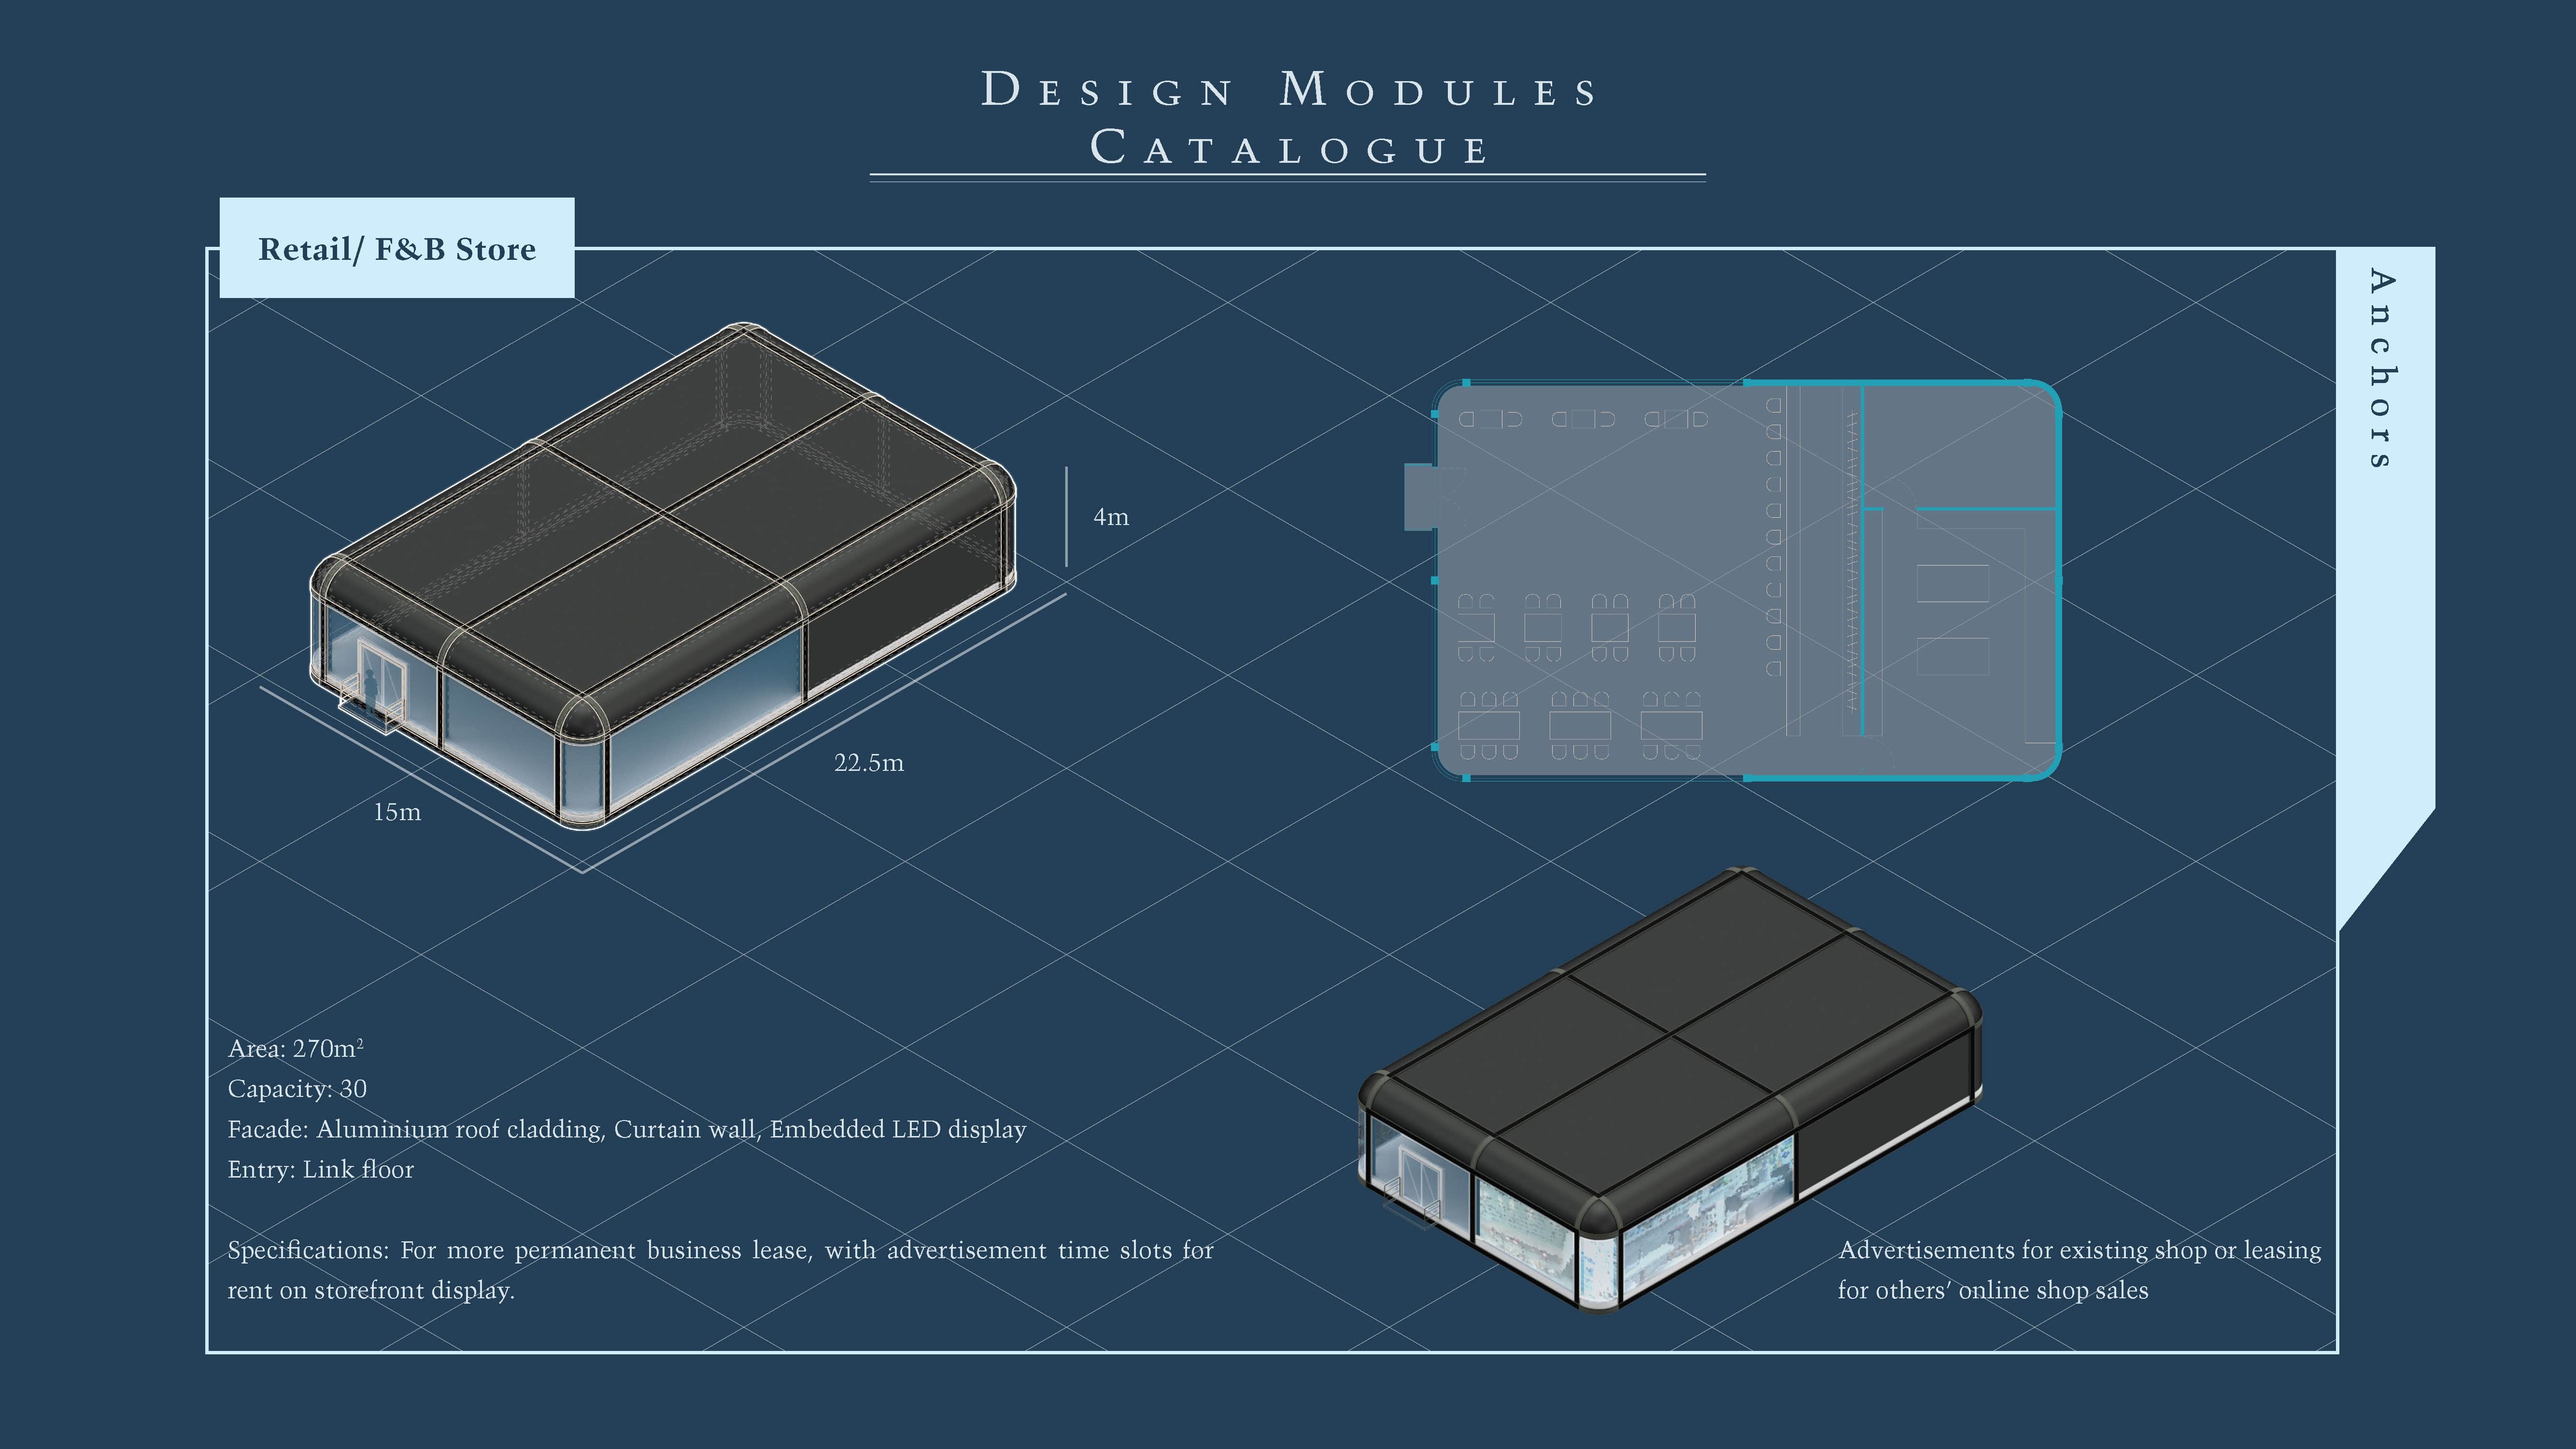 Design Modules
Catalogue
Retail/ F&B Store
Anchors
4m
22.5m
15m
Area: 270m²
Capacity: 30
Facade: Aluminium roof cladding, Curtain wall, Embedded LED display
Entry: Link floor
Specifications: For more permanent business lease, with advertisement time slots for
rent on storefront display.
Advertisements for existing shop or leasing
for others’ online shop sales